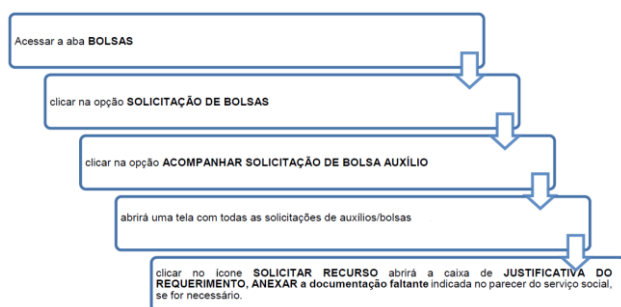 Acessar a aba BOLSAS
clicar na opção SOLICITAÇÃO DE BOLSAS
clicar na opção ACOMPANHAR SOLICITAÇÃO DE BOLSA AUXÍLIO
abrirá uma tela com todas as solicitações de auxílios/bolsas
clicar no ícone SOLICITAR RECURSO abrirá a caixa de JUSTIFICATIVA DO
REQUERIMENTO, ANEXAR a documentação faltante indicada no parecer do serviço social,
se for necessário.